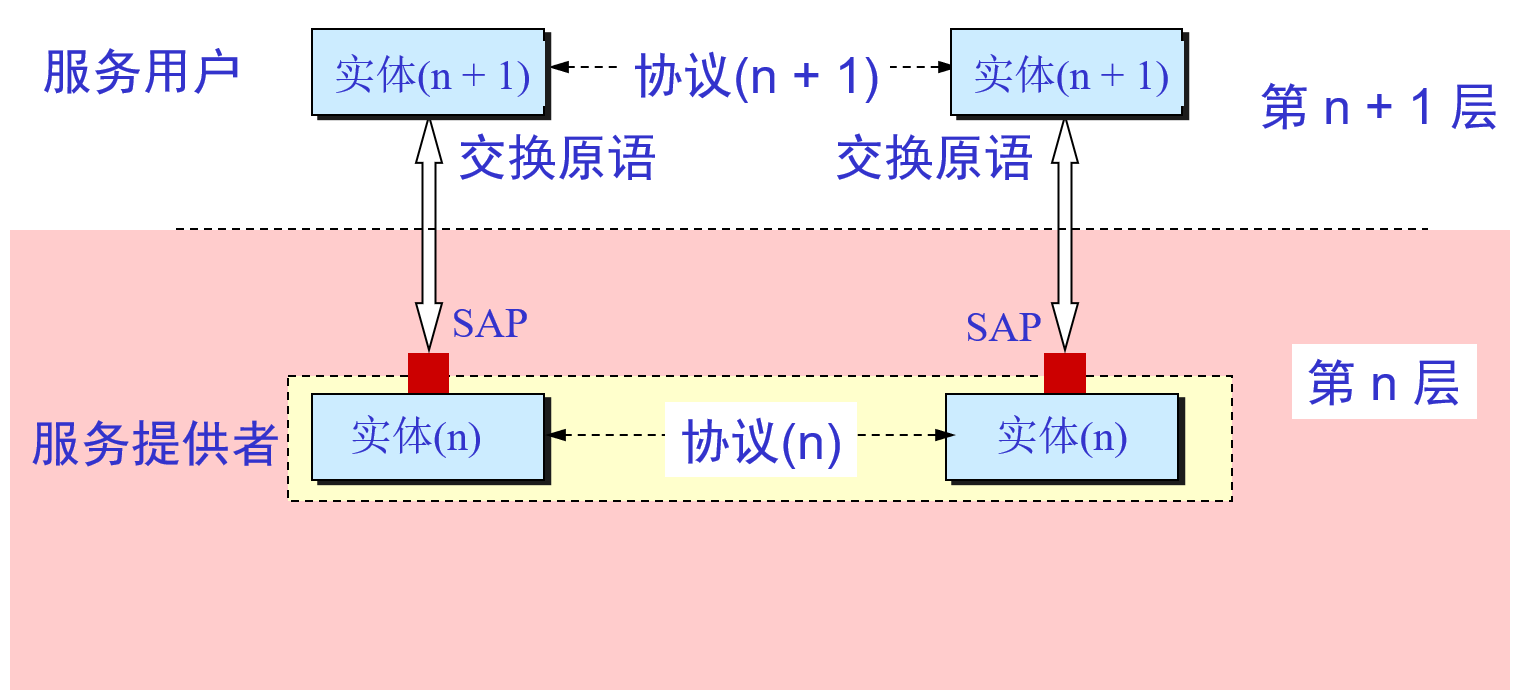 服务用户
实体(n + 1)
协议(n + 1)
实体(n + 1)
第 n + 1 层
交换原语
交换原语
SAP
SAP
第 n 层
服务提供者
实体(n)
协议(n)
实体(n)